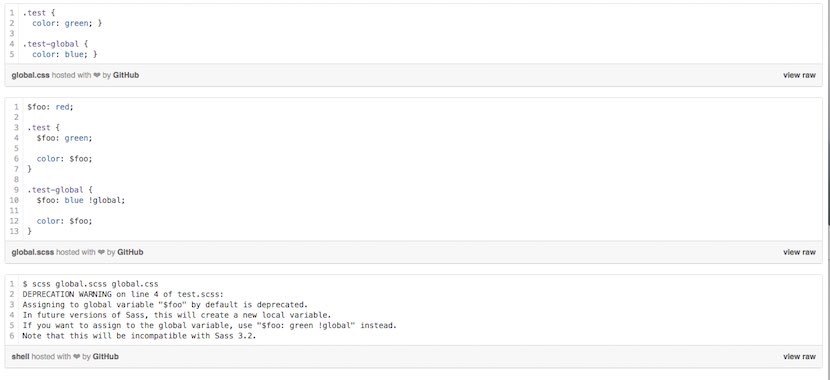 1 .test {
2   color: green; }
3
4 .test-global {
5   color: blue; }
global.css hosted with ❤ by GitHub view raw
1 $foo: red;
2
3 .test {
4   $foo: green;
5
6   color: $foo;
7 }
8
9 .test-global {
10   $foo: blue !global;
11
12   color: $foo;
13 }
global.scss hosted with ❤ by GitHub view raw
1 $ scss global.scss global.css
2 DEPRECATION WARNING on line 4 of test.scss:
3 Assigning to global variable "$foo" by default is deprecated.
4 In future versions of Sass, this will create a new local variable.
5 If you want to assign to the global variable, use "$foo: green !global" instead.
6 Note that this will be incompatible with Sass 3.2.
shell hosted with ❤ by GitHub view raw